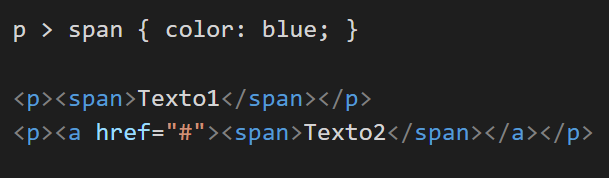 p > span { color: blue; }
<p><span>Texto1</span></p>
<p><a href="#"><span>Texto2</span></a></p>